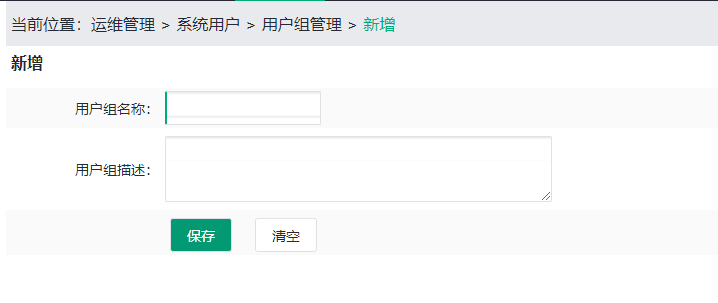 当前位置：运维管理 > 系统用户 > 用户组管理 > 新增
新增
用户组名称：
用户组描述：
保存 清空